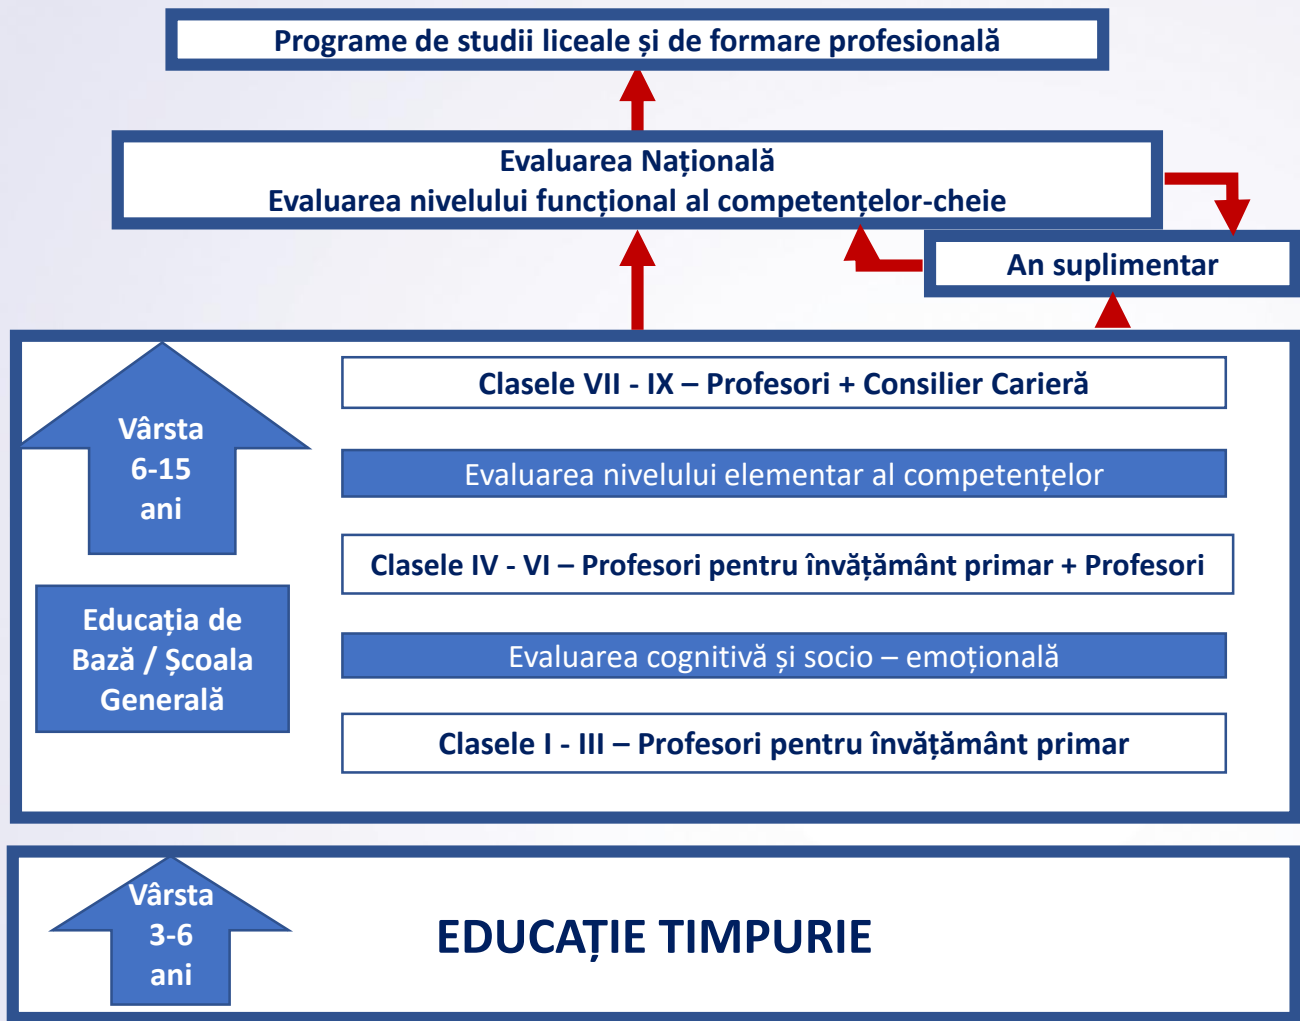 Programe de studii liceale și de formare profesională
Evaluarea Națională
Evaluarea nivelului funcțional al competențelor-cheie
An suplimentar
Vârsta
6-15
ani
Educația de
Bază / Școala
Generală
Clasele VII - IX – Profesori + Consilier Carieră
Evaluarea nivelului elementar al competențelor
Clasele IV - VI – Profesori pentru învățământ primar + Profesori
Evaluarea cognitivă și socio – emoțională
Clasele I - III – Profesori pentru învățământ primar
Vârsta
3-6
ani
EDUCAȚIE TIMPURIE